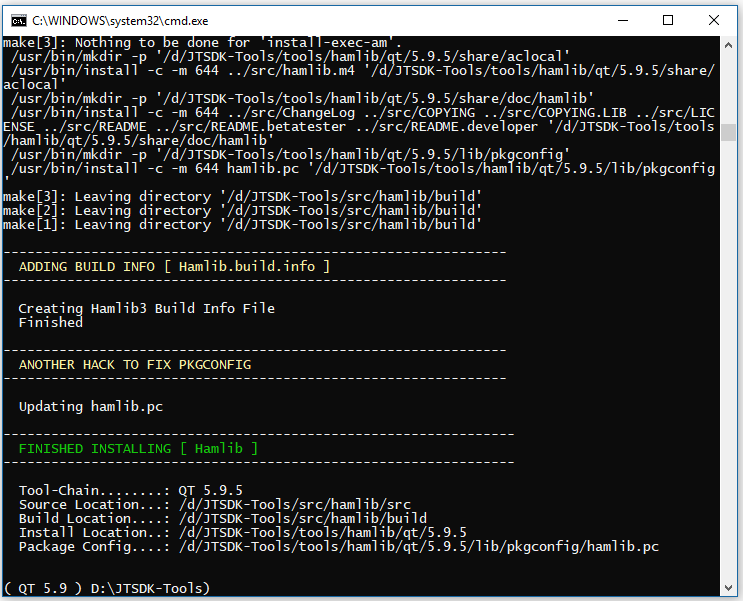 C:\WINDOWS\system32\cmd.exe
make[3]: Nothing to be done for 'install-exec-am'.
/usr/bin/mkdir -p '/d/JTSDK-Tools/tools/hamlib/qt/5.9.5/share/aclocal'
/usr/bin/install -c -m 644 ../src/hamlib.m4 '/d/JTSDK-Tools/tools/hamlib/qt/5.9.5/share/
aclocal'
/usr/bin/mkdir -p '/d/JTSDK-Tools/tools/hamlib/qt/5.9.5/share/doc/hamlib'
/usr/bin/install -c -m 644 ../src/ChangeLog ../src/COPYING ../src/COPYING.LIB ../src/LIC
ENSE ../src/README ../src/README.betatester ../src/README.developer '/d/JTSDK-Tools/tools
/hamlib/qt/5.9.5/share/doc/hamlib'
/usr/bin/mkdir -p '/d/JTSDK-Tools/tools/hamlib/qt/5.9.5/lib/pkgconfig'
/usr/bin/install -c -m 644 hamlib.pc '/d/JTSDK-Tools/tools/hamlib/qt/5.9.5/lib/pkgconfig
'
make[3]: Leaving directory '/d/JTSDK-Tools/src/hamlib/build'
make[2]: Leaving directory '/d/JTSDK-Tools/src/hamlib/build'
make[1]: Leaving directory '/d/JTSDK-Tools/src/hamlib/build'
---------------------------------------------------------------
ADDING BUILD INFO [ Hamlib.build.info ]
---------------------------------------------------------------
Creating Hamlib3 Build Info File
Finished
---------------------------------------------------------------
ANOTHER HACK TO FIX PKGCONFIG
---------------------------------------------------------------
Updating hamlib.pc
----------------------------------------------------------------
FINISHED INSTALLING [ Hamlib ]
----------------------------------------------------------------
Tool-Chain........: QT 5.9.5
Source Location...: /d/JTSDK-Tools/src/hamlib/src
Build Location....: /d/JTSDK-Tools/src/hamlib/build
Install Location..: /d/JTSDK-Tools/tools/hamlib/qt/5.9.5
Package Config....: /d/JTSDK-Tools/tools/hamlib/qt/5.9.5/lib/pkgconfig/hamlib.pc
( QT 5.9 ) D:\JTSDK-Tools)